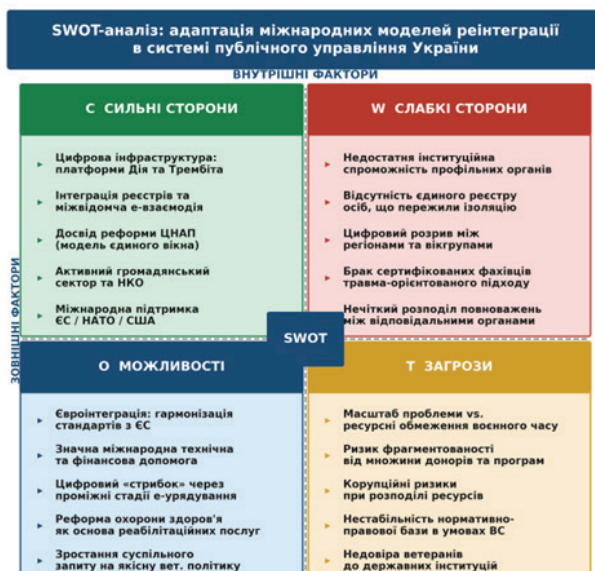 SWOT-аналіз: адаптація міжнародних моделей реінтеграції
в системі публічного управління України
ВНУТРІШНІ ФАКТОРИ
ЗОВНІШНІ ФАКТОРИ
С СИЛЬНІ СТОРОНИ
Цифрова інфраструктура:
платформи Дія та Трембіта
Інтеграція реєстрів та
міжвідомча е-взаємодія
Досвід реформи ЦНАП
(модель єдиного вікна)
Активний громадянський
сектор та НКО
Міжнародна підтримка
ЄС / НАТО / США
W СЛАБКІ СТОРОНИ
Недостатня інституційна
спроможність профільних органів
Відсутність єдиного реєстру
осіб, що пережили ізоляцію
Цифровий розрив між
регіонами та вікгрупами
Брак сертифікованих фахівців
травма-орієнтованого підходу
Нечіткий розподіл повноважень
між відповідальними органами
SWOT
О МОЖЛИВОСТІ
Євроінтеграція: гармонізація
стандартів з ЄС
Значна міжнародна технічна
та фінансова допомога
Цифровий «стрибок» через
проміжні стадії е-урядування
Реформа охорони здоров'я
як основа реабілітаційних послуг
Зростання суспільного
запиту на якісну вет. політику
Т ЗАГРОЗИ
Масштаб проблеми vs.
ресурсні обмеження воєнного часу
Ризик фрагментованості
від множини донорів та програм
Корупційні ризики
при розподілі ресурсів
Нестабільність нормативно-
правової бази в умовах ВС
Недовіра ветеранів
до державних інституцій